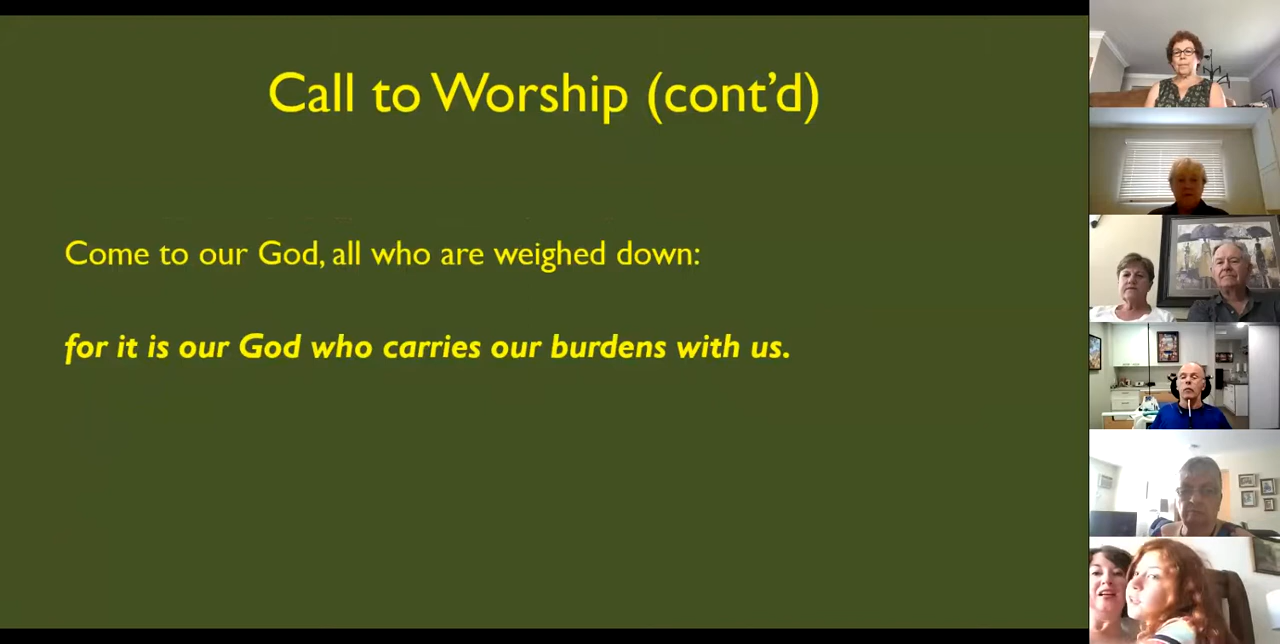 Call to Worship (cont’d)
Come to our God, all who are weighed down:
for it is our God who carries our burdens with us.